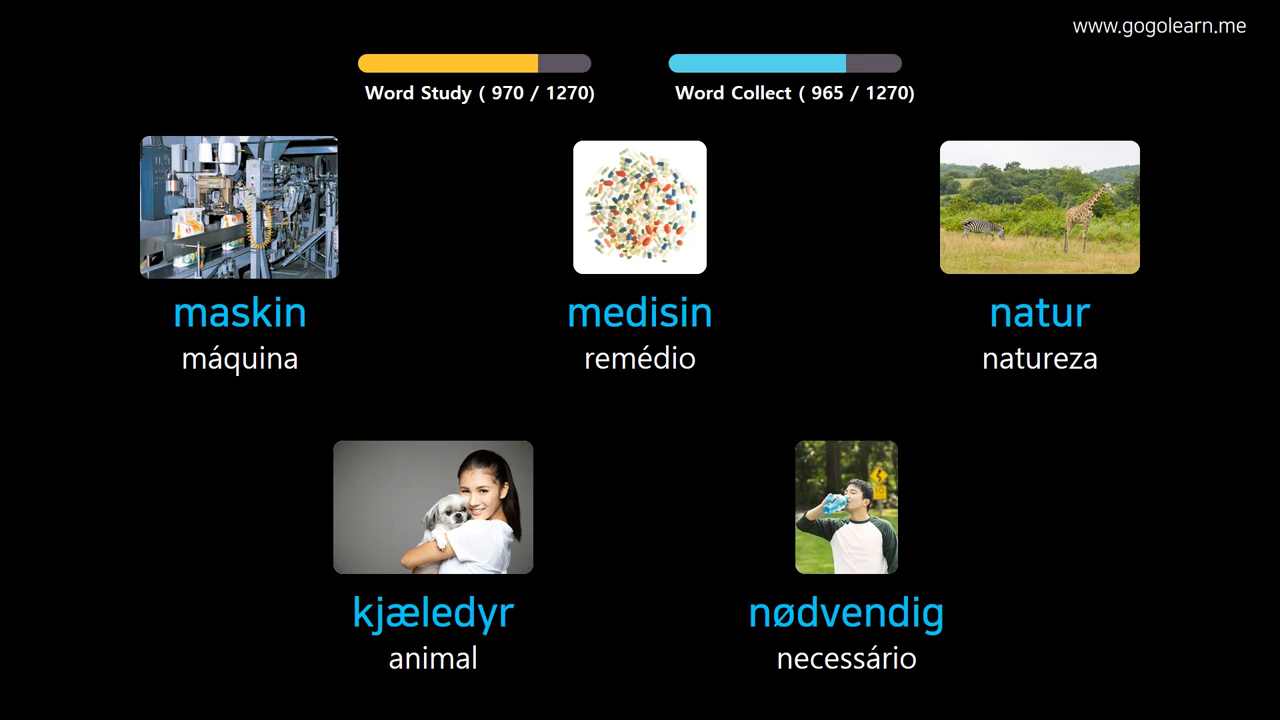 www.gogolearn.me
Word Study ( 970 / 1270)
Word Collect ( 965 / 1270)
maskin
máquina
medisin
remédio
natur
natureza
kjæledyr
animal
nødvendig
necessário